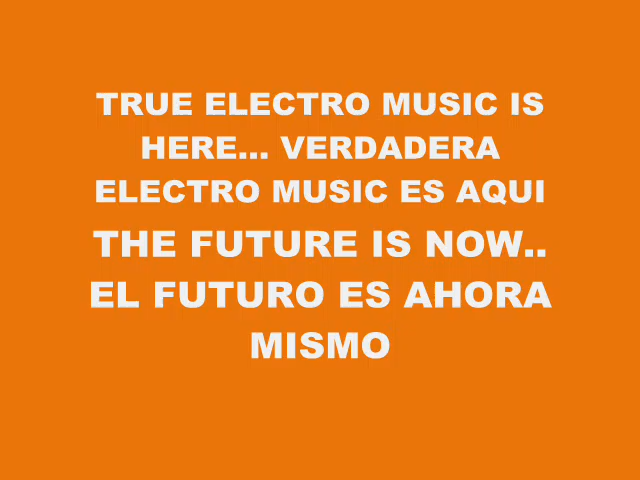 TRUE ELECTRO MUSIC IS
HERE... VERDADERA
ELECTRO MUSIC ES AQUI
THE FUTURE IS NOW..
EL FUTURO ES AHORA
MISMO